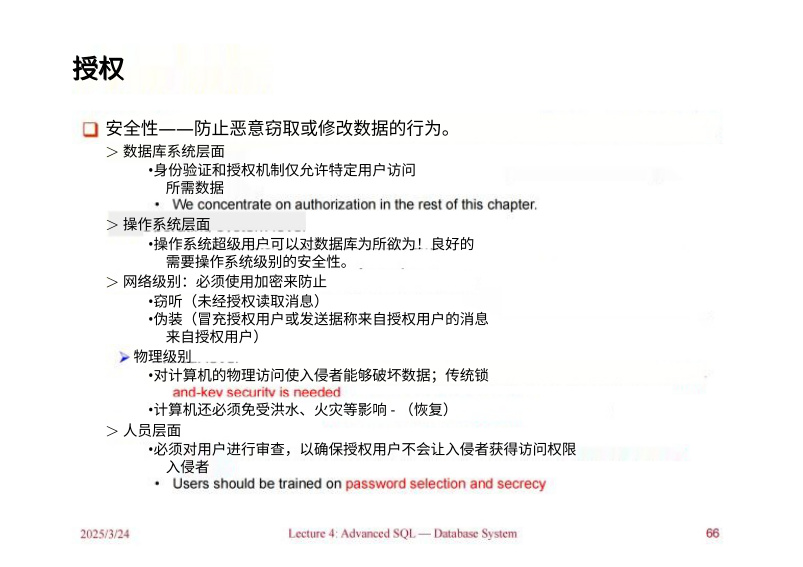 授权
安全性——防止恶意窃取或修改数据的行为。
> 数据库系统层面
•身份验证和授权机制仅允许特定用户访问
所需数据
• We concentrate on authorization in the rest of this chapter.
> 操作系统层面
•操作系统超级用户可以对数据库为所欲为！良好的
需要操作系统级别的安全性。
> 网络级别：必须使用加密来防止
•窃听（未经授权读取消息）
•伪装（冒充授权用户或发送据称来自授权用户的消息
来自授权用户）
物理级别
•对计算机的物理访问使入侵者能够破坏数据；传统锁
and-key security is needed
•计算机还必须免受洪水、火灾等影响 - （恢复）
> 人员层面
•必须对用户进行审查，以确保授权用户不会让入侵者获得访问权限
入侵者
• Users should be trained on password selection and secrecy
2025/3/24 Lecture 4: Advanced SQL — Database System 66